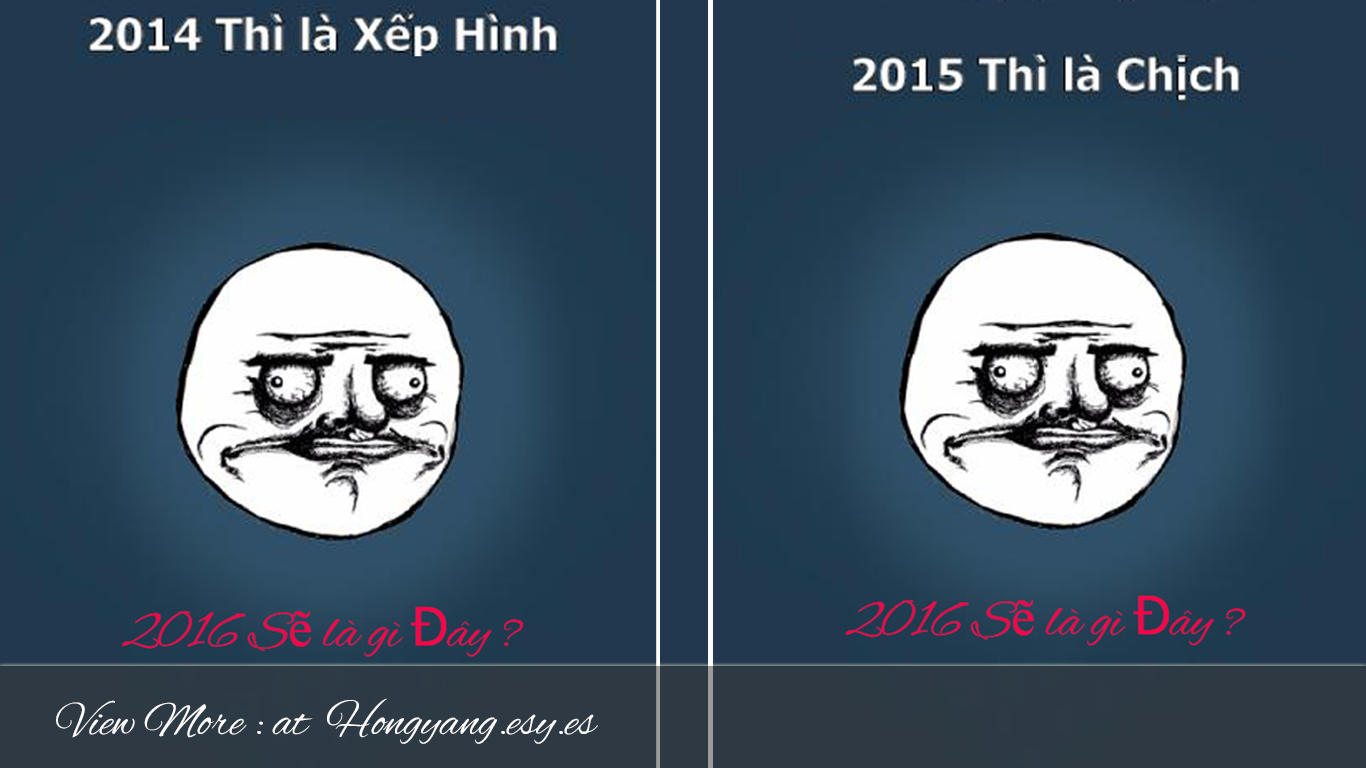 2014 Thì là Xếp Hình
2015 Thì là Chịch
2016 Sẽ là gì Đây ?
2016 Sẽ là gì Đây ?
View More : at Hongyang.esy.es